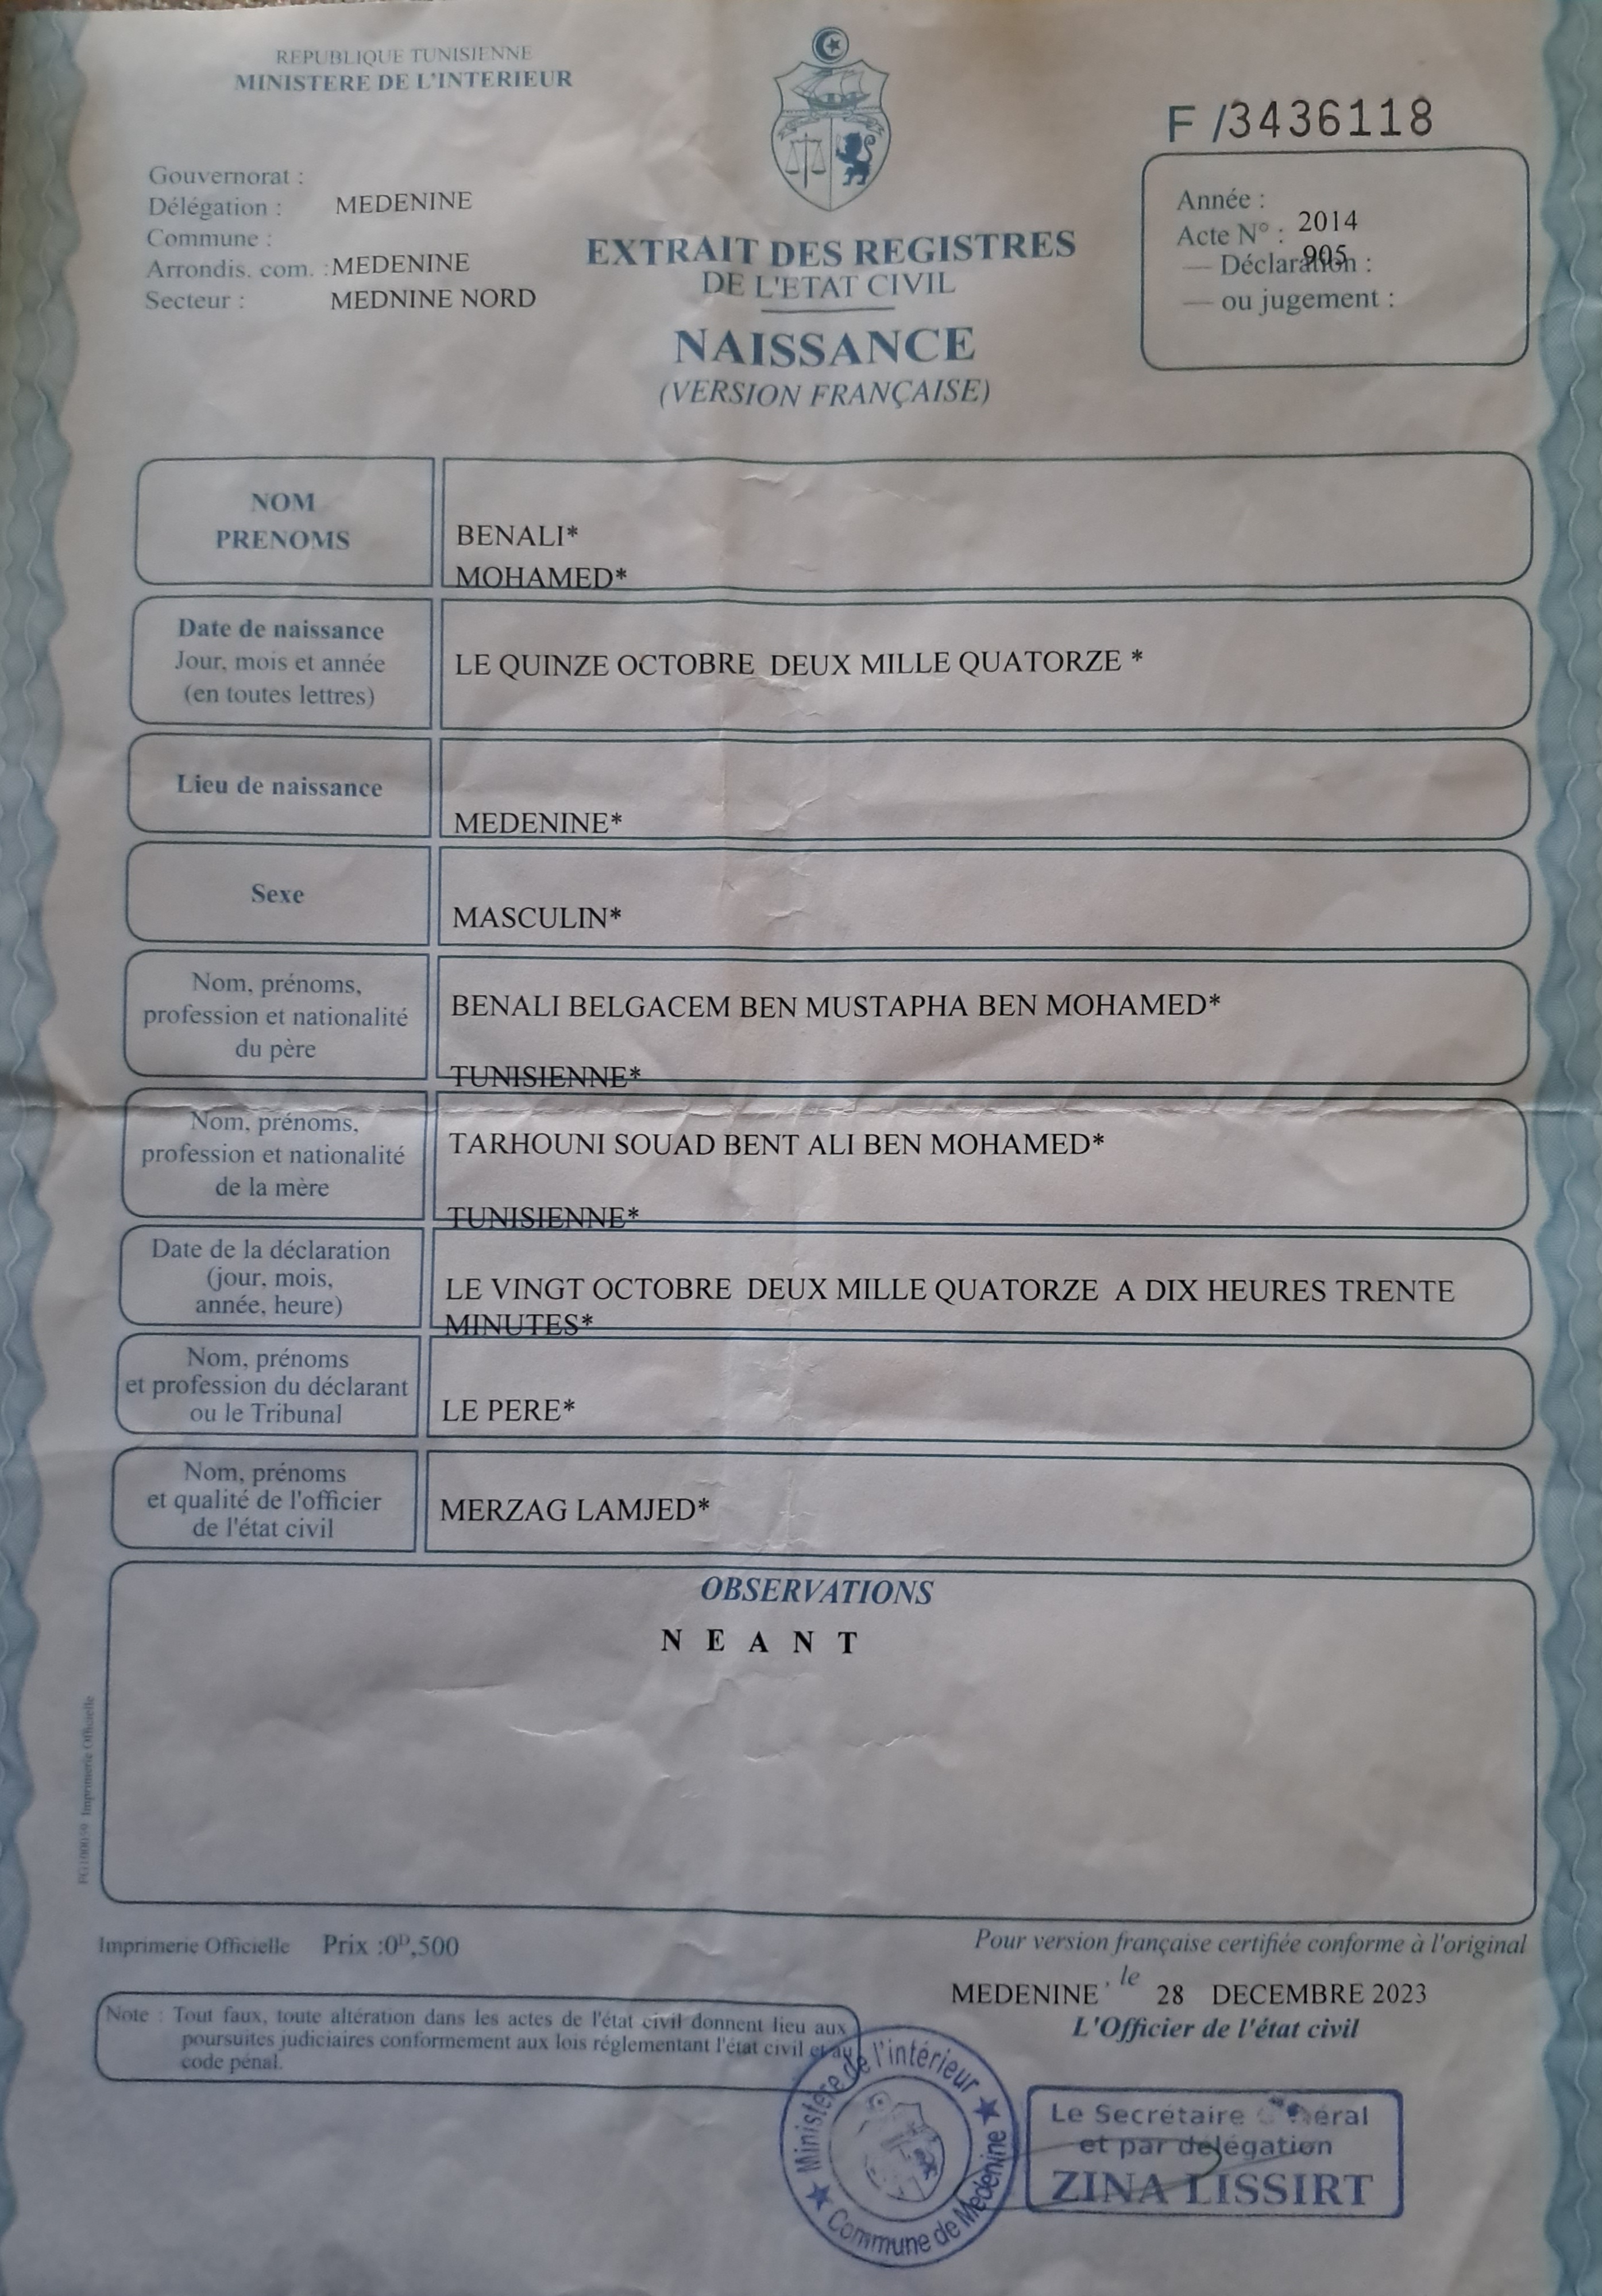 REPUBLIQUE TUNISIENNE
MINISTERE DE L'INTERIEUR
F /3436118
Gouvernorat :
Délégation : MEDENINE
Commune :
Arrondis. com. : MEDENINE
Secteur : MEDNINE NORD
EXTRAIT DES REGISTRES
DE L'ETAT CIVIL
NAISSANCE
(VERSION FRANÇAISE)
Année : 2014
Acte N° : 905
— Déclaration :
— ou jugement :
NOM
PRENOMS
BENALI*
MOHAMED*
Date de naissance
Jour, mois et année
(en toutes lettres)
LE QUINZE OCTOBRE DEUX MILLE QUATORZE *
Lieu de naissance
MEDENINE*
Sexe
MASCULIN*
Nom, prénoms,
profession et nationalité
du père
BENALI BELGACEM BEN MUSTAPHA BEN MOHAMED*
TUNISIENNE*
Nom, prénoms,
profession et nationalité
de la mère
TARHOUNI SOUAD BENT ALI BEN MOHAMED*
TUNISIENNE*
Date de la déclaration
(jour, mois,
année, heure)
LE VINGT OCTOBRE DEUX MILLE QUATORZE A DIX HEURES TRENTE
MINUTES*
Nom, prénoms
et profession du déclarant
ou le Tribunal
LE PERE*
Nom, prénoms
et qualité de l'officier
de l'état civil
MERZAG LAMJED*
OBSERVATIONS
N E A N T
Imprimerie Officielle
Imprimerie Officielle Prix :0ᴰ,500
Pour version française certifiée conforme à l'original
MEDENINE , le 28 DECEMBRE 2023
L'Officier de l'état civil
Note : Tout faux, toute altération dans les actes de l'état civil donnent lieu aux
poursuites judiciaires conformement aux lois réglementant l'état civil et au
code pénal.
Ministère de l'intérieur
Commune de Medenine
Le Secrétaire Général
et par délégation
ZINA LISSIRT